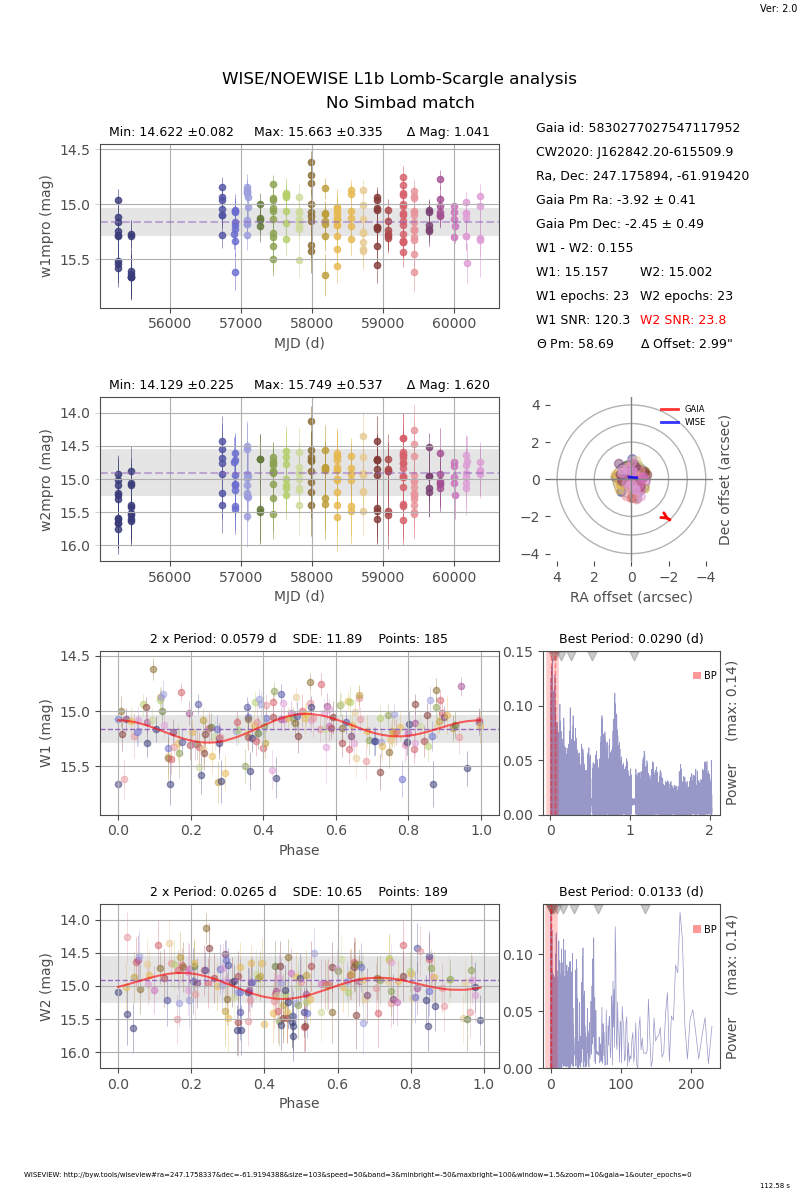 Ver: 2.0
WISE/NOEWISE L1b Lomb-Scargle analysis
No Simbad match
Min: 14.622 ±0.082 Max: 15.663 ±0.335 Δ Mag: 1.041
14.5
15.0
15.5
w1mpro (mag)
56000 57000 58000 59000 60000
MJD (d)
Gaia id: 5830277027547117952
CW2020: J162842.20-615509.9
Ra, Dec: 247.175894, -61.919420
Gaia Pm Ra: -3.92 ± 0.41
Gaia Pm Dec: -2.45 ± 0.49
W1 - W2: 0.155
W1: 15.157 W2: 15.002
W1 epochs: 23 W2 epochs: 23
W1 SNR: 120.3 W2 SNR: 23.8
Θ Pm: 58.69 Δ Offset: 2.99"
Min: 14.129 ±0.225 Max: 15.749 ±0.537 Δ Mag: 1.620
14.0
14.5
15.0
15.5
16.0
w2mpro (mag)
56000 57000 58000 59000 60000
MJD (d)
GAIA
WISE
4
2
0
−2
−4
4 2 0 −2 −4
RA offset (arcsec)
Dec offset (arcsec)
2 x Period: 0.0579 d SDE: 11.89 Points: 185
14.5
15.0
15.5
W1 (mag)
0.0 0.2 0.4 0.6 0.8 1.0
Phase
Best Period: 0.0290 (d)
BP
0.15
0.10
0.05
0.00
0 1 2
Power (max: 0.14)
2 x Period: 0.0265 d SDE: 10.65 Points: 189
14.0
14.5
15.0
15.5
16.0
W2 (mag)
0.0 0.2 0.4 0.6 0.8 1.0
Phase
Best Period: 0.0133 (d)
BP
0.10
0.05
0.00
0 100 200
Power (max: 0.14)
WISEVIEW: http://byw.tools/wiseview#ra=247.1758337&dec=-61.9194388&size=103&speed=50&band=3&minbright=-50&maxbright=100&window=1.5&zoom=10&gaia=1&outer_epochs=0
112.58 s